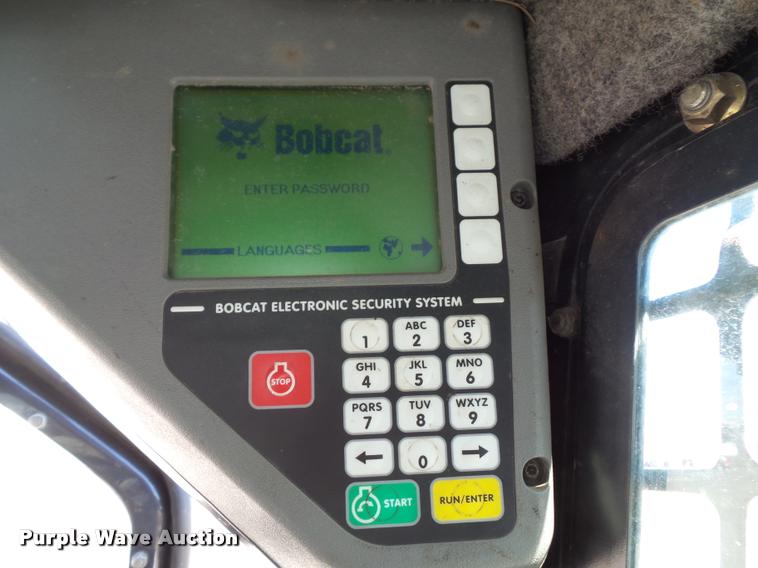 Bobcat
ENTER PASSWORD
LANGUAGES
BOBCAT ELECTRONIC SECURITY SYSTEM
1
ABC 2
DEF 3
STOP
GHI 4
JKL 5
MNO 6
PQRS 7
TUV 8
WXYZ 9
0
START
RUN/ENTER
Purple Wave Auction